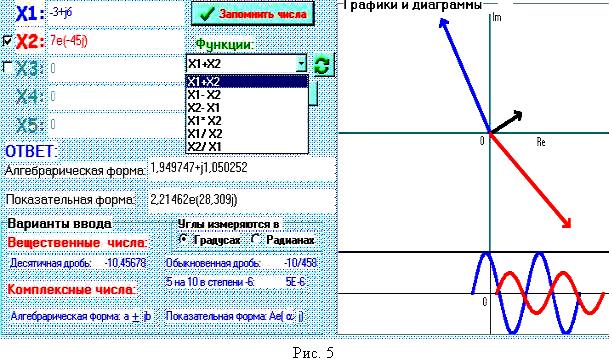 X1: -3+j6
Запомнить числа
X2: 7e(-45j)
Функции:
X3: 0
X1+X2
X1+X2
X4: 0
X1- X2
X2- X1
X1* X2
X5: 0
X1/ X2
X2/ X1
ОТВЕТ:
Алгебрарическая форма: 1,949747+j1,050252
Показательная форма: 2,21462e(28,309j)
Варианты ввода
Углы измеряются в
Градусах Радианах
Вещественные числа:
Десятичная дробь: -10,45678
Обыкновенная дробь: -10/458
5 на 10 в степени -6: 5E-6
Комплексные числа:
Алгебрарическая форма: a + jb
Показательная форма: Ae( α j)
Графики и диаграммы
Im
0
Re
0
Рис. 5